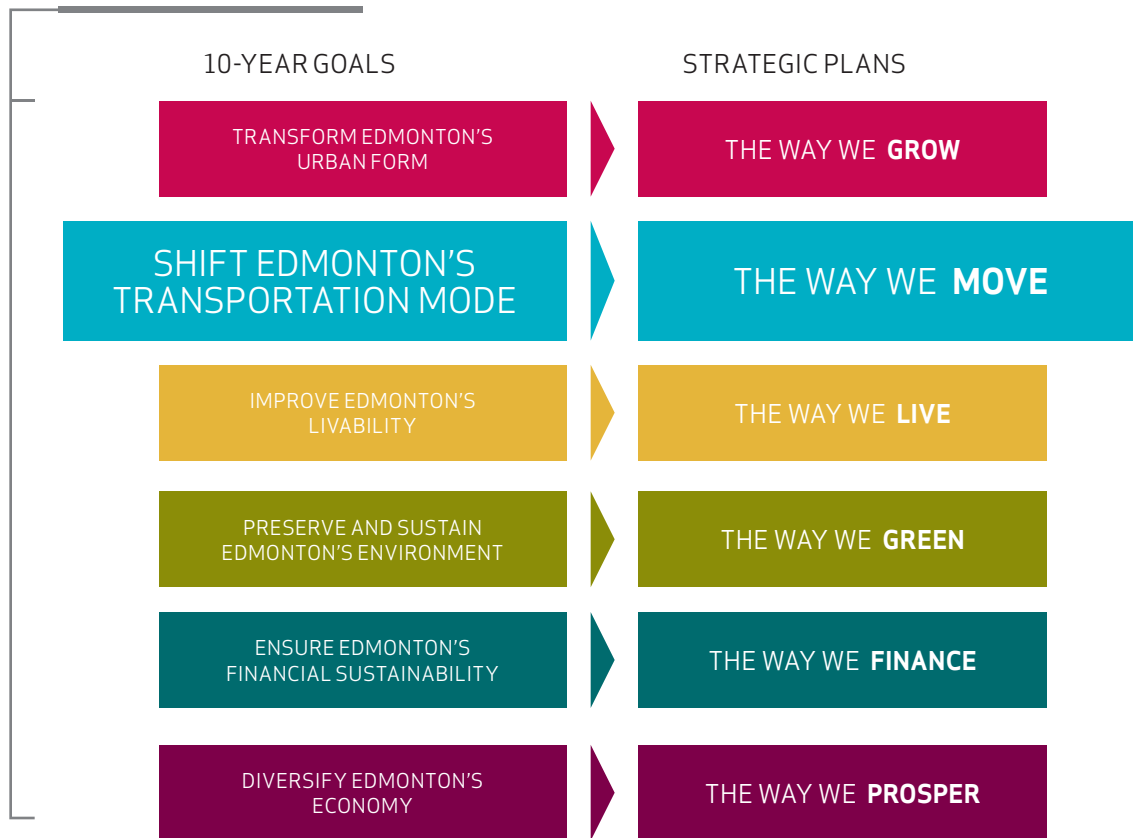 10-YEAR GOALS
STRATEGIC PLANS
TRANSFORM EDMONTON'S
URBAN FORM
THE WAY WE GROW
SHIFT EDMONTON'S
TRANSPORTATION MODE
THE WAY WE MOVE
IMPROVE EDMONTON'S
LIVABILITY
THE WAY WE LIVE
PRESERVE AND SUSTAIN
EDMONTON'S ENVIRONMENT
THE WAY WE GREEN
ENSURE EDMONTON'S
FINANCIAL SUSTAINABILITY
THE WAY WE FINANCE
DIVERSIFY EDMONTON'S
ECONOMY
THE WAY WE PROSPER